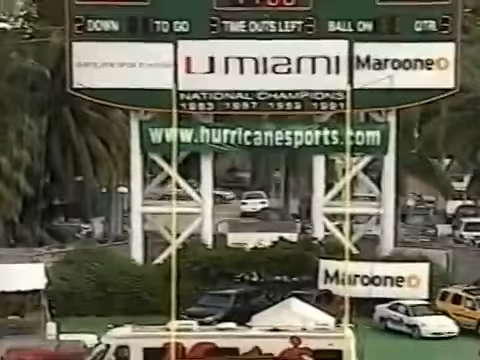 DOWN TO GO TIME OUTS LEFT BALL ON QTR
UMIAMI
Maroone
NATIONAL CHAMPIONS
1983 1987 1989 1991
www.hurricanesports.com
Maroone